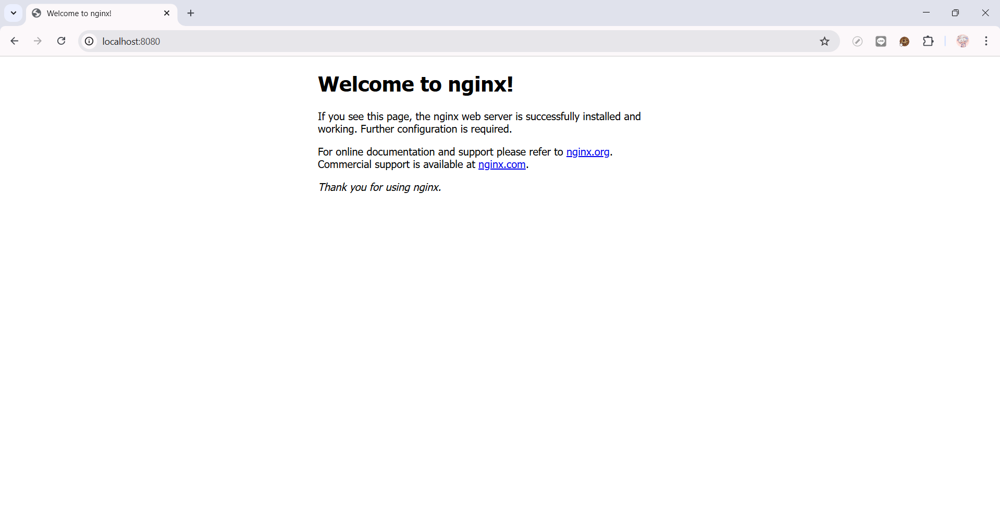 Welcome to nginx!
localhost:8080
Welcome to nginx!
If you see this page, the nginx web server is successfully installed and
working. Further configuration is required.
For online documentation and support please refer to nginx.org.
Commercial support is available at nginx.com.
Thank you for using nginx.